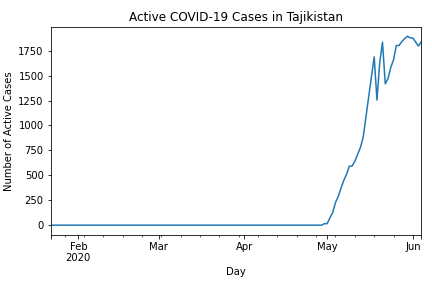 Active COVID-19 Cases in Tajikistan
Number of Active Cases
1750
1500
1250
1000
750
500
250
0
Feb
2020
Mar
Apr
May
Jun
Day